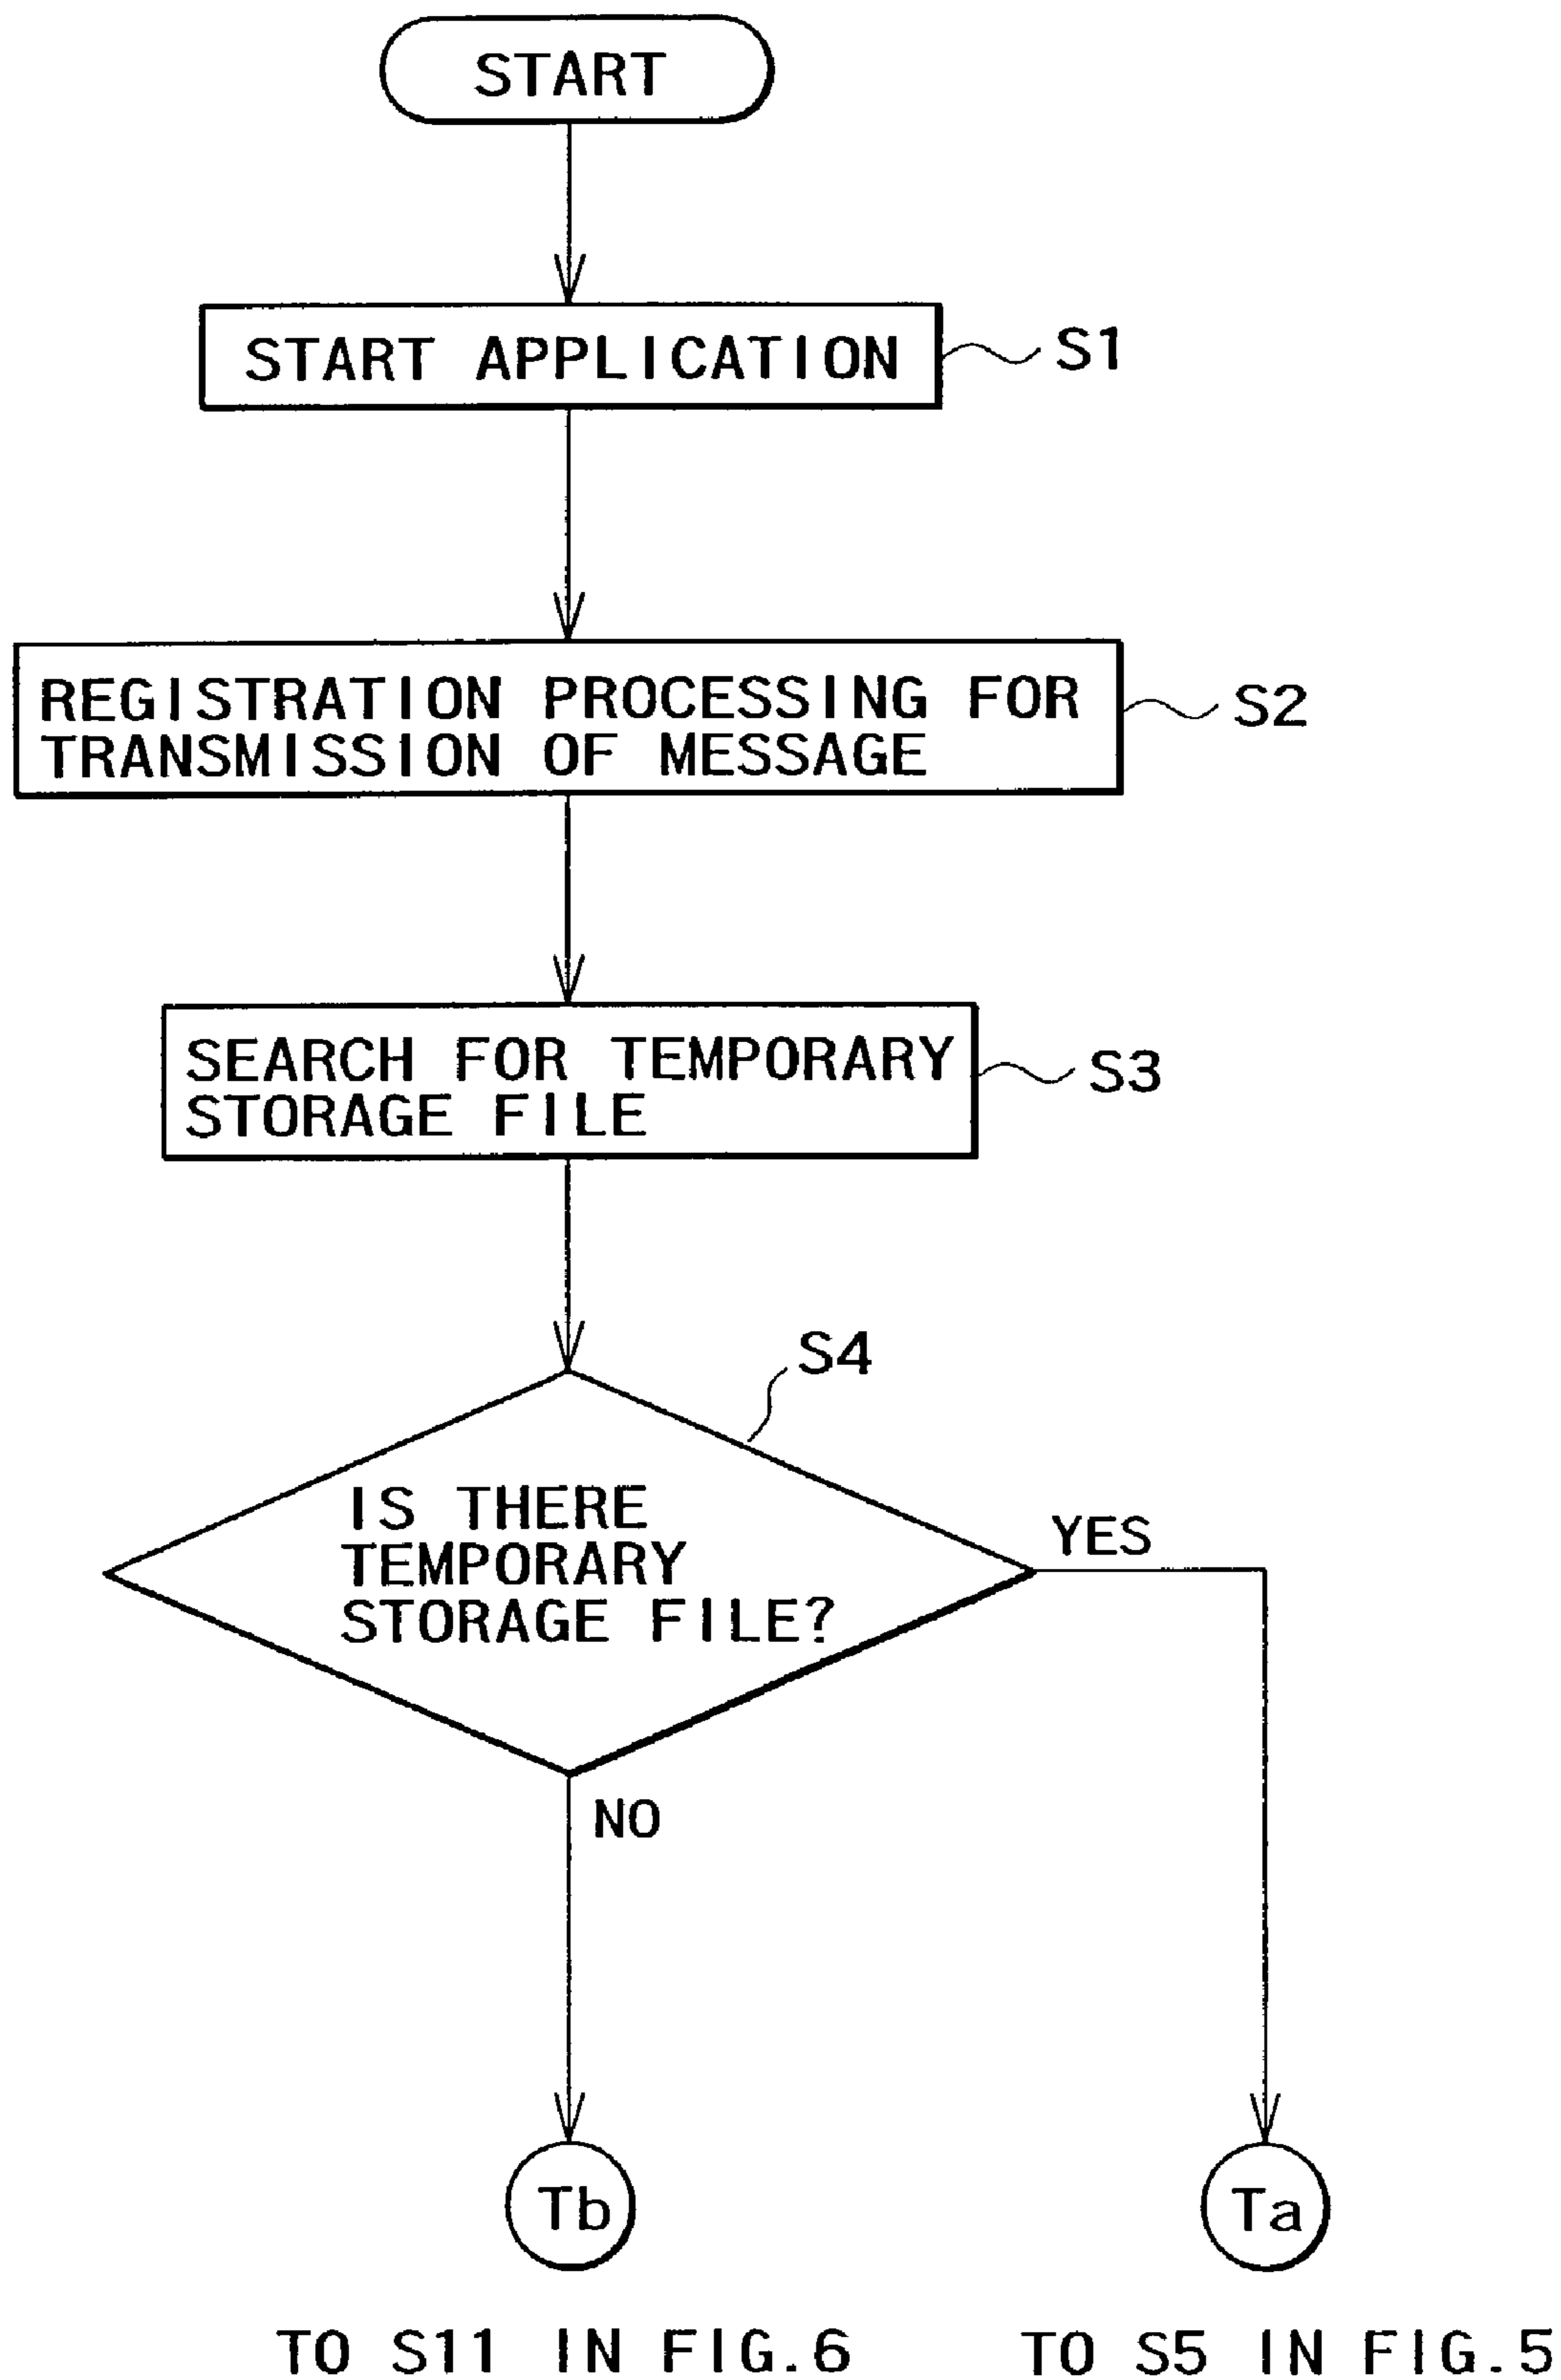 START
START APPLICATION
S1
REGISTRATION PROCESSING FOR
TRANSMISSION OF MESSAGE
S2
SEARCH FOR TEMPORARY
STORAGE FILE
S3
S4
IS THERE
TEMPORARY
STORAGE FILE?
YES
NO
Tb
Ta
TO S11 IN FIG.6
TO S5 IN FIG.5